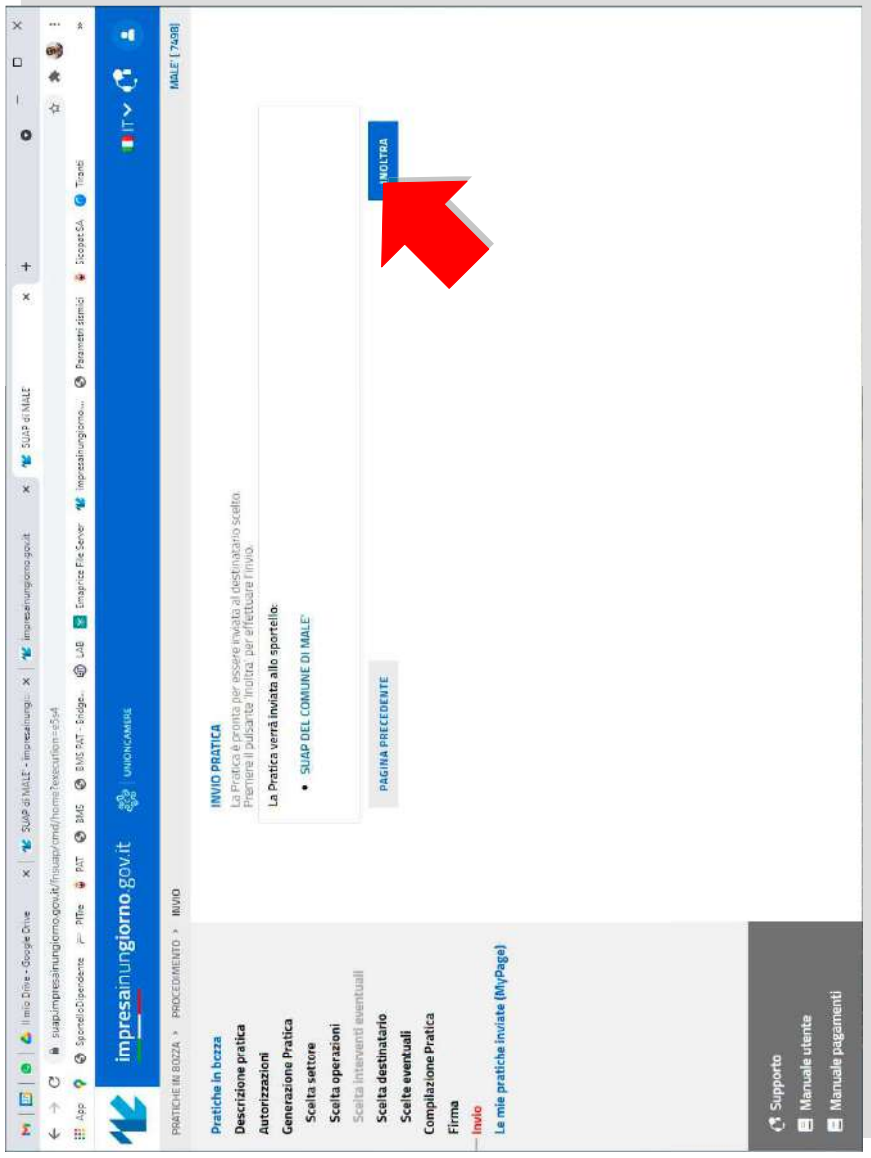 Il mio Drive - Google Drive
SUAP di MALE' - impresainung...
impresainungiorno.gov.it
SUAP di MALE'
suap.impresainungiorno.gov.it/fnsuap/cmd/home?execution=e5s4
App
SportelloDipendente
PITre
PAT
BMS
BMS PAT - Bridge...
LAB
Emaprice File Server
impresainungiorno....
Parametri sismici
Sicopat SA
Tiranti
»
impresainungiorno.gov.it
UNIONCAMERE
IT
PRATICHE IN BOZZA > PROCEDIMENTO > INVIO
MALE' [ 7498]
Pratiche in bozza
Descrizione pratica
Autorizzazioni
Generazione Pratica
Scelta settore
Scelta operazioni
Scelta interventi eventuali
Scelta destinatario
Scelte eventuali
Compilazione Pratica
Firma
Invio
Le mie pratiche inviate (MyPage)
INVIO PRATICA
La Pratica è pronta per essere inviata al destinatario scelto.
Premere il pulsante 'Inoltra' per effettuare l'invio.
La Pratica verrà inviata allo sportello:
• SUAP DEL COMUNE DI MALE'
PAGINA PRECEDENTE
INOLTRA
Supporto
Manuale utente
Manuale pagamenti